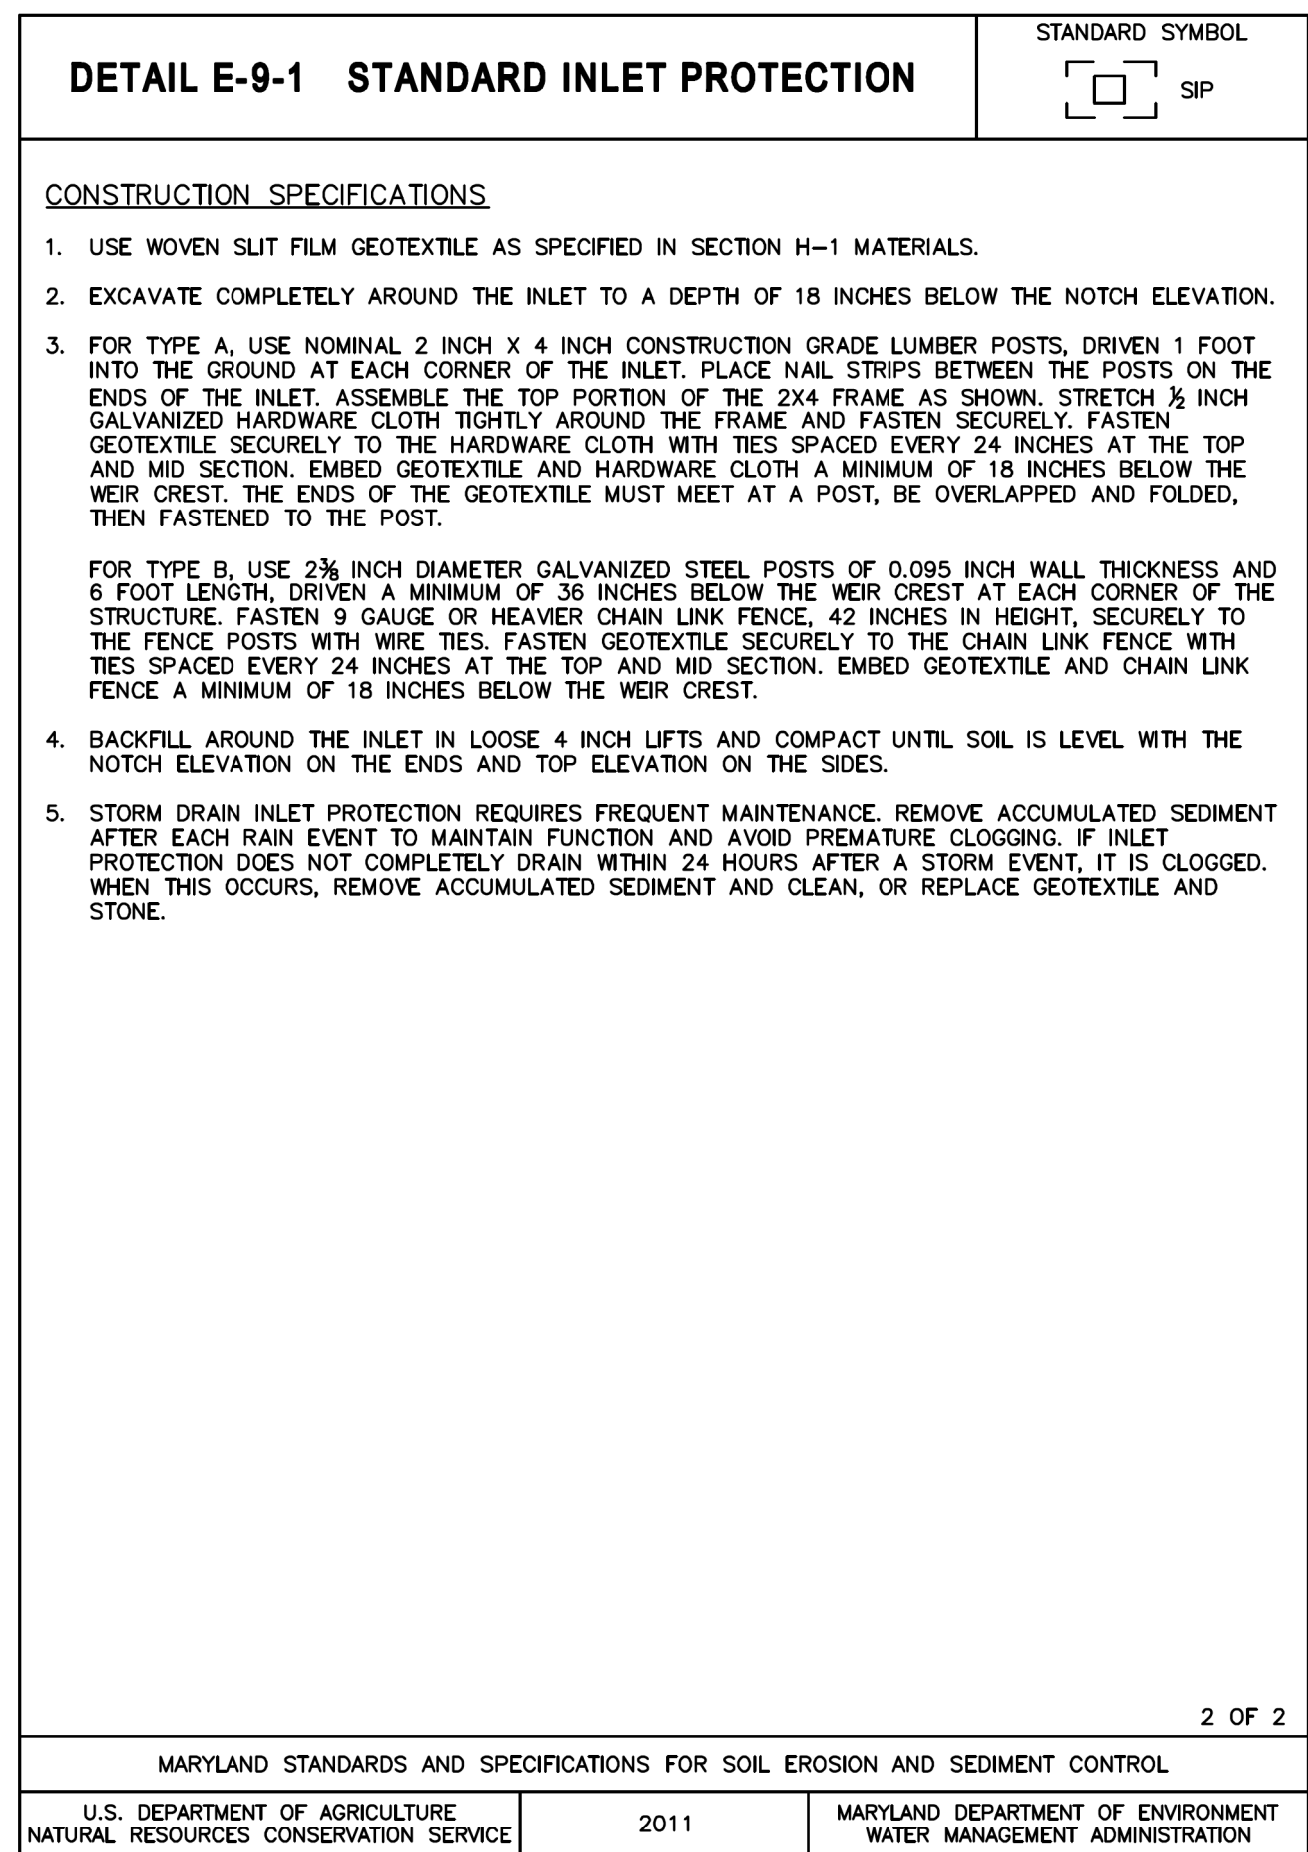 DETAIL E-9-1 STANDARD INLET PROTECTION
STANDARD SYMBOL
SIP
CONSTRUCTION SPECIFICATIONS
1. USE WOVEN SLIT FILM GEOTEXTILE AS SPECIFIED IN SECTION H-1 MATERIALS.
2. EXCAVATE COMPLETELY AROUND THE INLET TO A DEPTH OF 18 INCHES BELOW THE NOTCH ELEVATION.
3. FOR TYPE A, USE NOMINAL 2 INCH X 4 INCH CONSTRUCTION GRADE LUMBER POSTS, DRIVEN 1 FOOT
INTO THE GROUND AT EACH CORNER OF THE INLET. PLACE NAIL STRIPS BETWEEN THE POSTS ON THE
ENDS OF THE INLET. ASSEMBLE THE TOP PORTION OF THE 2X4 FRAME AS SHOWN. STRETCH ½ INCH
GALVANIZED HARDWARE CLOTH TIGHTLY AROUND THE FRAME AND FASTEN SECURELY. FASTEN
GEOTEXTILE SECURELY TO THE HARDWARE CLOTH WITH TIES SPACED EVERY 24 INCHES AT THE TOP
AND MID SECTION. EMBED GEOTEXTILE AND HARDWARE CLOTH A MINIMUM OF 18 INCHES BELOW THE
WEIR CREST. THE ENDS OF THE GEOTEXTILE MUST MEET AT A POST, BE OVERLAPPED AND FOLDED,
THEN FASTENED TO THE POST.
FOR TYPE B, USE 2⅜ INCH DIAMETER GALVANIZED STEEL POSTS OF 0.095 INCH WALL THICKNESS AND
6 FOOT LENGTH, DRIVEN A MINIMUM OF 36 INCHES BELOW THE WEIR CREST AT EACH CORNER OF THE
STRUCTURE. FASTEN 9 GAUGE OR HEAVIER CHAIN LINK FENCE, 42 INCHES IN HEIGHT, SECURELY TO
THE FENCE POSTS WITH WIRE TIES. FASTEN GEOTEXTILE SECURELY TO THE CHAIN LINK FENCE WITH
TIES SPACED EVERY 24 INCHES AT THE TOP AND MID SECTION. EMBED GEOTEXTILE AND CHAIN LINK
FENCE A MINIMUM OF 18 INCHES BELOW THE WEIR CREST.
4. BACKFILL AROUND THE INLET IN LOOSE 4 INCH LIFTS AND COMPACT UNTIL SOIL IS LEVEL WITH THE
NOTCH ELEVATION ON THE ENDS AND TOP ELEVATION ON THE SIDES.
5. STORM DRAIN INLET PROTECTION REQUIRES FREQUENT MAINTENANCE. REMOVE ACCUMULATED SEDIMENT
AFTER EACH RAIN EVENT TO MAINTAIN FUNCTION AND AVOID PREMATURE CLOGGING. IF INLET
PROTECTION DOES NOT COMPLETELY DRAIN WITHIN 24 HOURS AFTER A STORM EVENT, IT IS CLOGGED.
WHEN THIS OCCURS, REMOVE ACCUMULATED SEDIMENT AND CLEAN, OR REPLACE GEOTEXTILE AND
STONE.
2 OF 2
MARYLAND STANDARDS AND SPECIFICATIONS FOR SOIL EROSION AND SEDIMENT CONTROL
U.S. DEPARTMENT OF AGRICULTURE
NATURAL RESOURCES CONSERVATION SERVICE
2011
MARYLAND DEPARTMENT OF ENVIRONMENT
WATER MANAGEMENT ADMINISTRATION